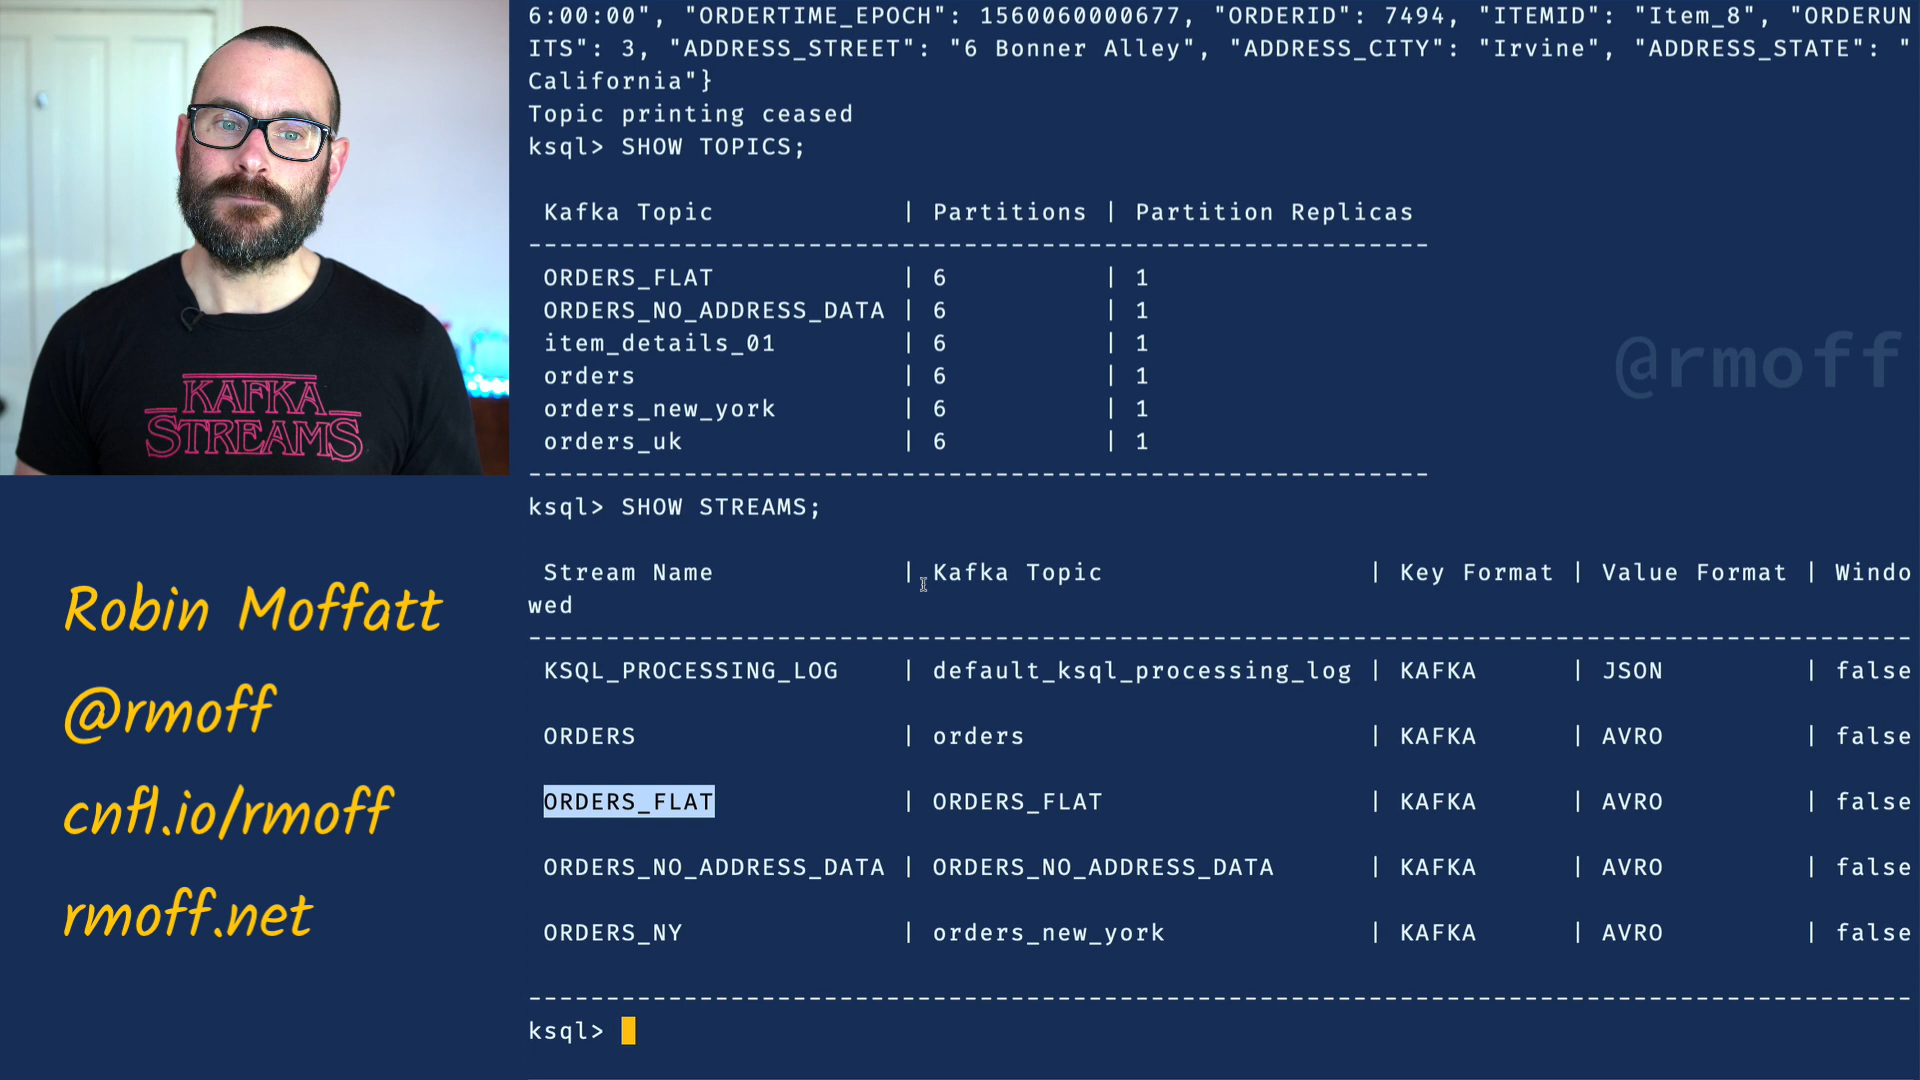 KAFKA
STREAMS
Robin Moffatt
@rmoff
cnfl.io/rmoff
rmoff.net
6:00:00", "ORDERTIME_EPOCH": 1560060000677, "ORDERID": 7494, "ITEMID": "Item_8", "ORDERUN
ITS": 3, "ADDRESS_STREET": "6 Bonner Alley", "ADDRESS_CITY": "Irvine", "ADDRESS_STATE": "
California"}
Topic printing ceased
ksql> SHOW TOPICS;
Kafka Topic | Partitions | Partition Replicas
-----------------------------------------------------------
ORDERS_FLAT | 6 | 1
ORDERS_NO_ADDRESS_DATA | 6 | 1
item_details_01 | 6 | 1
orders | 6 | 1
orders_new_york | 6 | 1
orders_uk | 6 | 1
-----------------------------------------------------------
@rmoff
ksql> SHOW STREAMS;
Stream Name | Kafka Topic | Key Format | Value Format | Windo
wed
-----------------------------------------------------------------------------------------
KSQL_PROCESSING_LOG | default_ksql_processing_log | KAFKA | JSON | false
ORDERS | orders | KAFKA | AVRO | false
ORDERS_FLAT | ORDERS_FLAT | KAFKA | AVRO | false
ORDERS_NO_ADDRESS_DATA | ORDERS_NO_ADDRESS_DATA | KAFKA | AVRO | false
ORDERS_NY | orders_new_york | KAFKA | AVRO | false
-----------------------------------------------------------------------------------------
ksql>